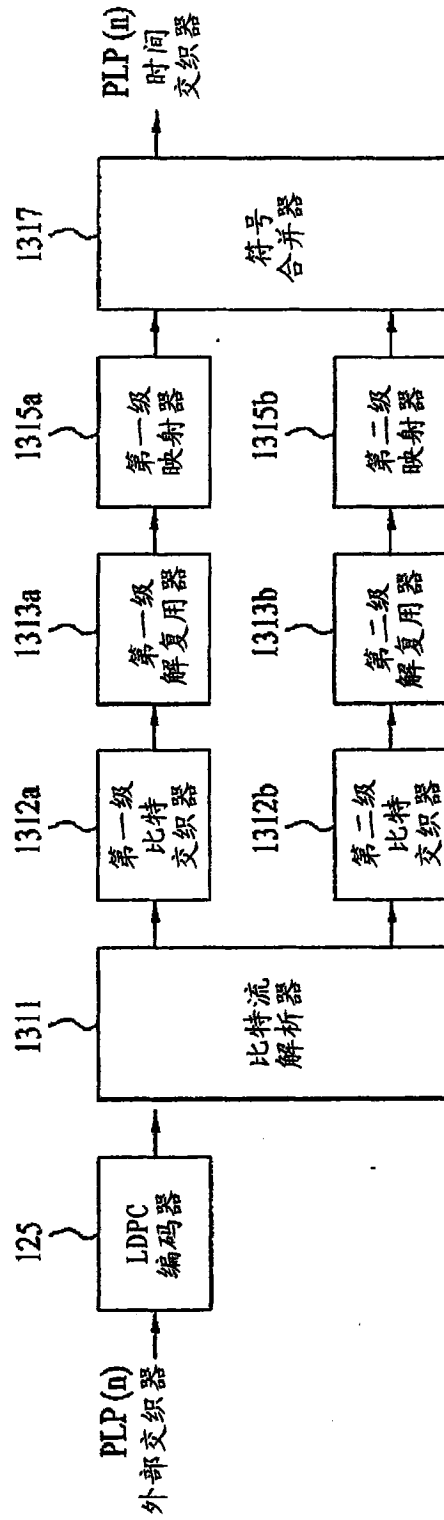 PLP(n)
外部交织器
125
LDPC
编码器
1311
比特流
解析器
1312a
第一级
比特
交织器
1313a
第一级
解复用器
1315a
第一级
映射器
1312b
第二级
比特
交织器
1313b
第二级
解复用器
1315b
第二级
映射器
1317
符号
合并器
PLP(n)
时间
交织器